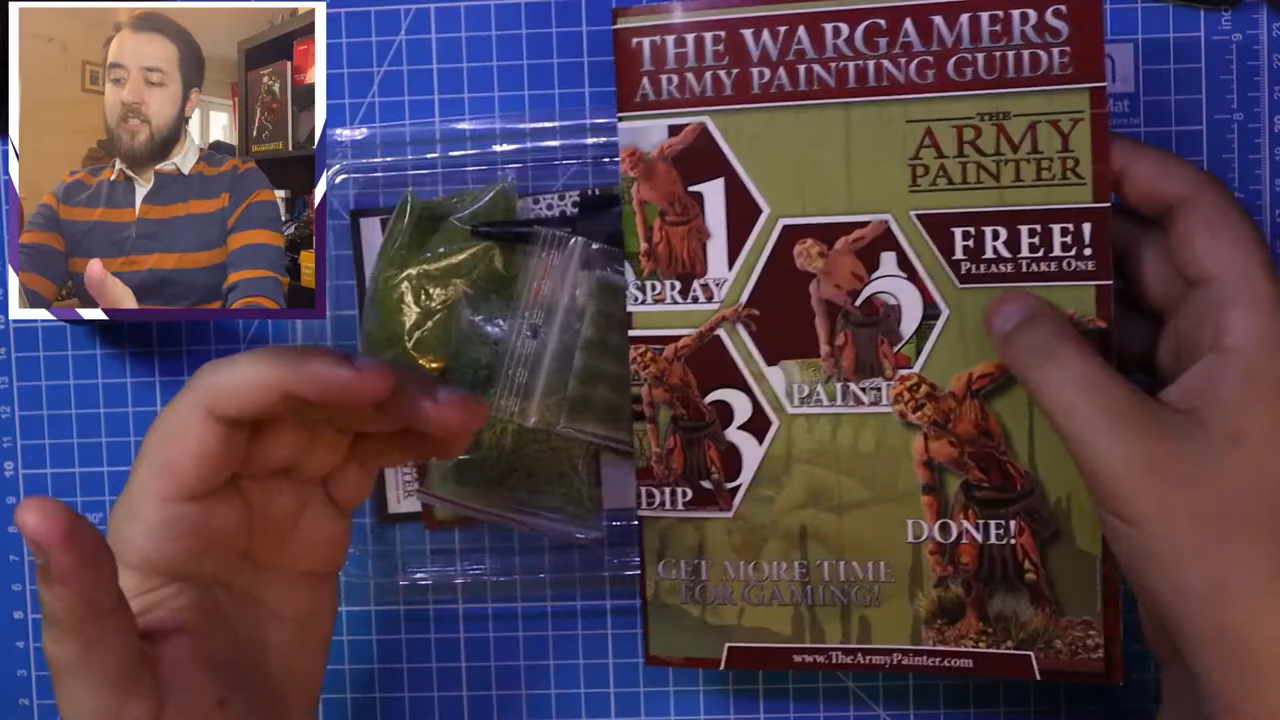 THE WARGAMERS
ARMY PAINTING GUIDE
THE
ARMY
PAINTER
1
SPRAY
FREE!
PLEASE TAKE ONE
2
PAINT
3
DIP
DONE!
GET MORE TIME
FOR GAMING!
www.TheArmyPainter.com
Mat